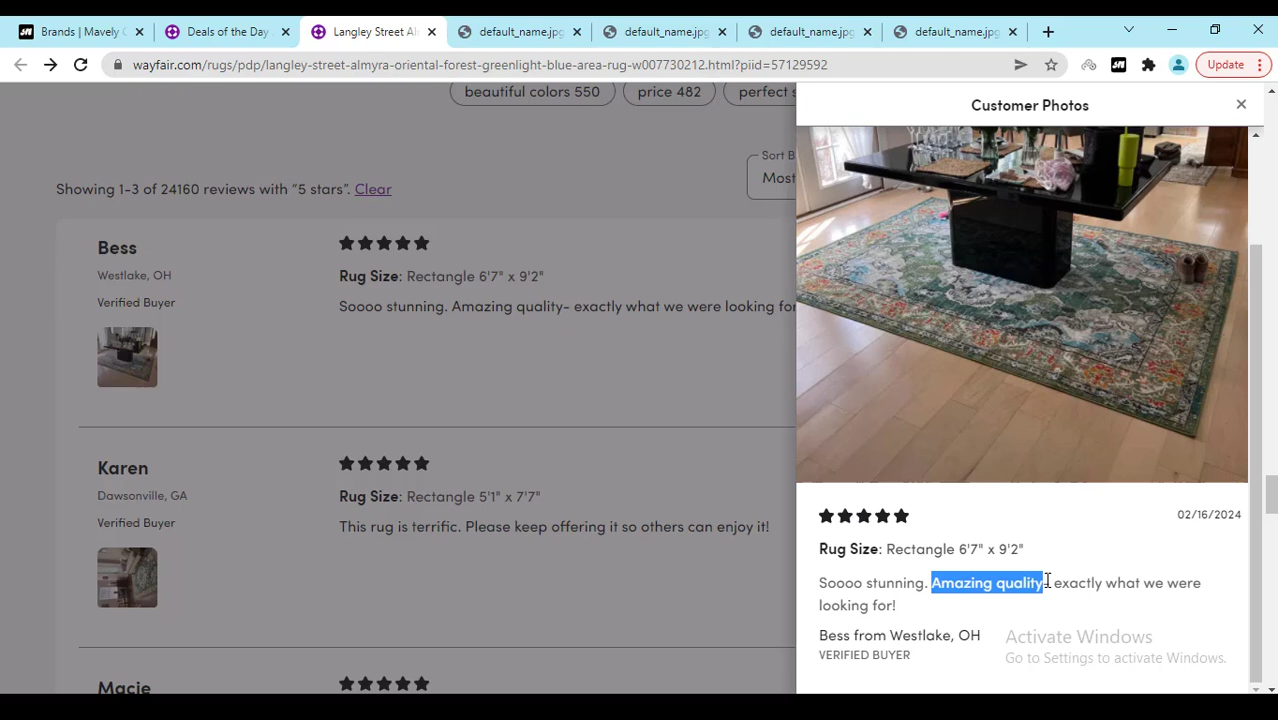 Brands | Mavely C
Deals of the Day
Langley Street Al
default_name.jpg
default_name.jpg
default_name.jpg
default_name.jpg
wayfair.com/rugs/pdp/langley-street-almyra-oriental-forest-greenlight-blue-area-rug-w007730212.html?piid=57129592
Update
beautiful colors 550
price 482
perfect s
Customer Photos
Sort B
Most
Showing 1-3 of 24160 reviews with “5 stars”. Clear
Bess
Westlake, OH
Verified Buyer
Rug Size: Rectangle 6'7" x 9'2"
Soooo stunning. Amazing quality- exactly what we were looking for
Karen
Dawsonville, GA
Verified Buyer
Rug Size: Rectangle 5'1" x 7'7"
This rug is terrific. Please keep offering it so others can enjoy it!
Macie
02/16/2024
Rug Size: Rectangle 6'7" x 9'2"
Soooo stunning. Amazing quality- exactly what we were
looking for!
Bess from Westlake, OH
VERIFIED BUYER
Activate Windows
Go to Settings to activate Windows.